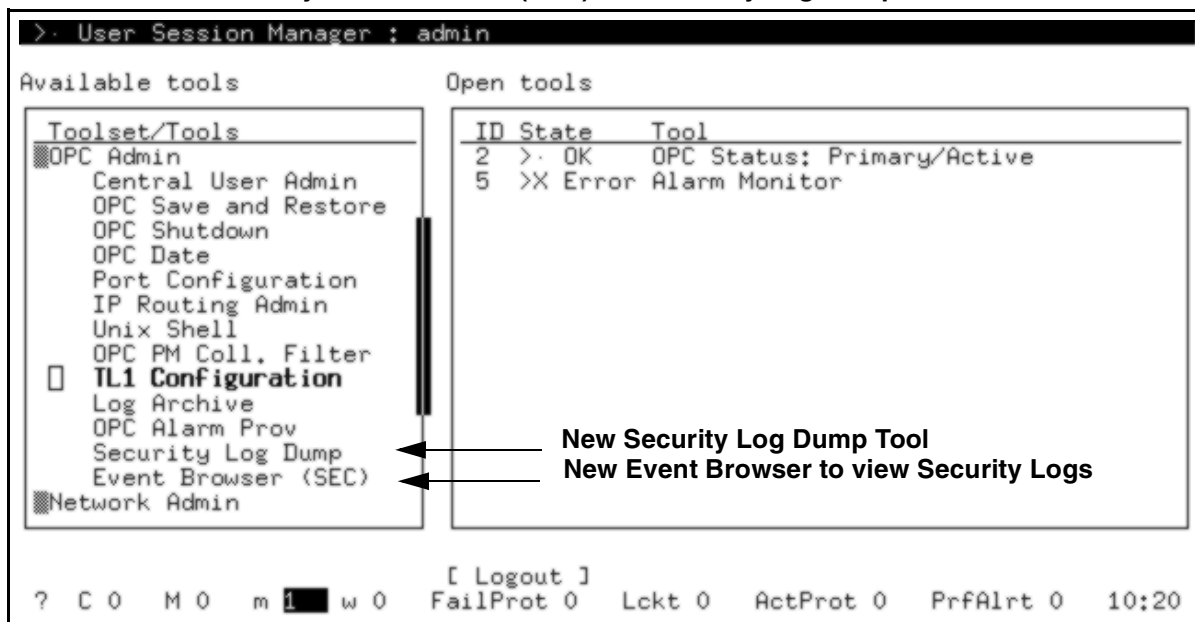 >· User Session Manager : admin
Available tools
Open tools
Toolset/Tools
OPC Admin
Central User Admin
OPC Save and Restore
OPC Shutdown
OPC Date
Port Configuration
IP Routing Admin
Unix Shell
OPC PM Coll. Filter
TL1 Configuration
Log Archive
OPC Alarm Prov
Security Log Dump
Event Browser (SEC)
Network Admin
ID State Tool
2 >· OK OPC Status: Primary/Active
5 >X Error Alarm Monitor
New Security Log Dump Tool
New Event Browser to view Security Logs
[ Logout ]
? C 0 M 0 m 1 w 0 FailProt 0 Lckt 0 ActProt 0 PrfAlrt 0 10:20